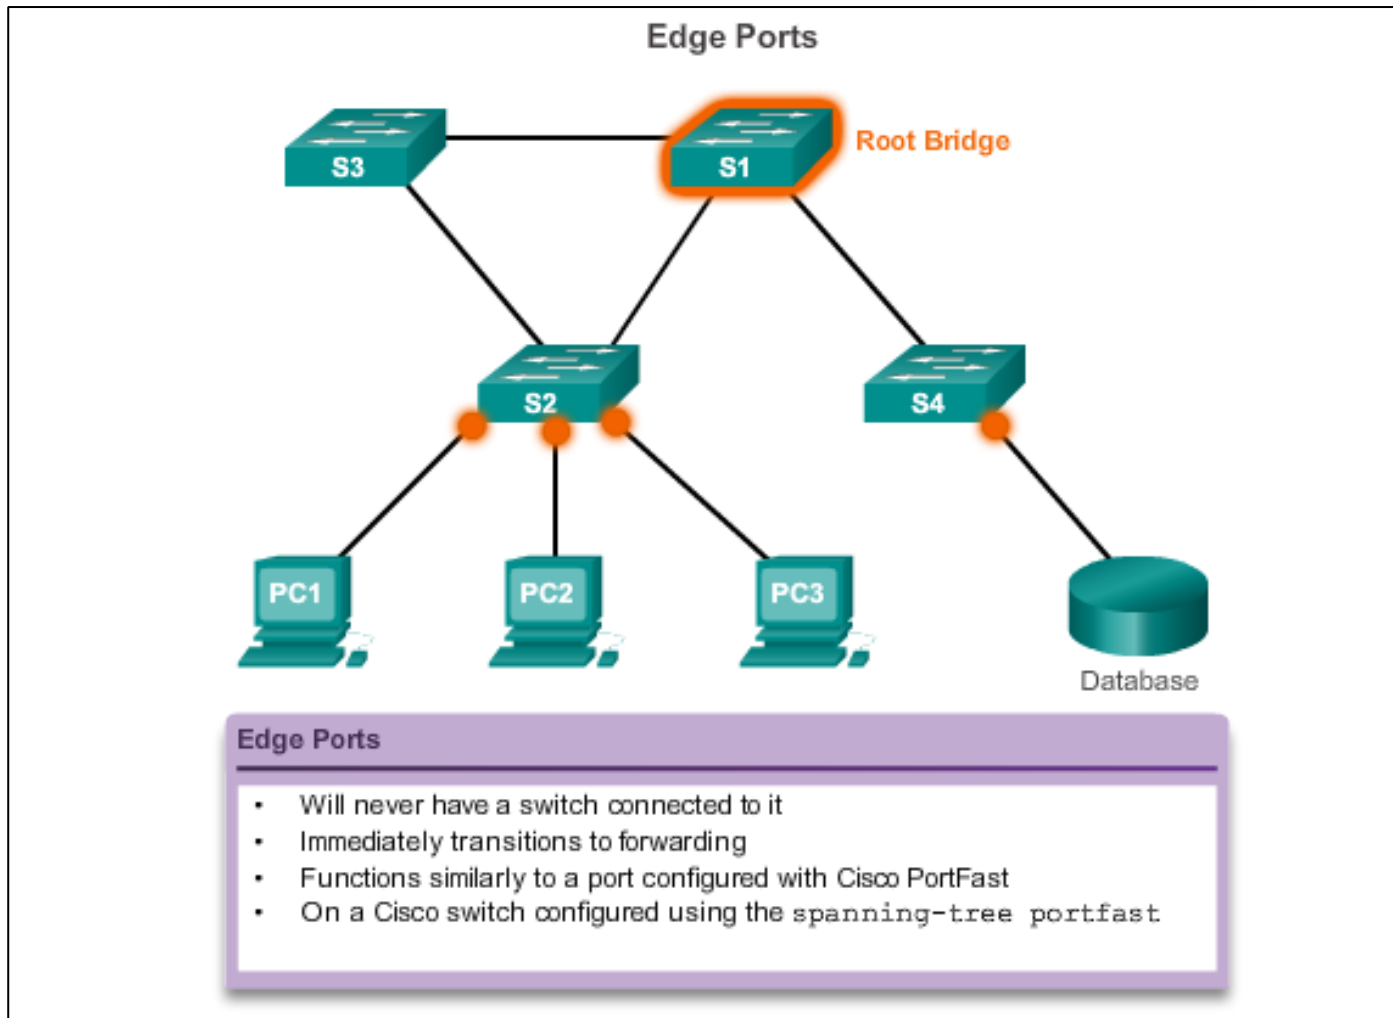 Edge Ports
S3
S1
Root Bridge
S2
S4
PC1
PC2
PC3
Database
Edge Ports
• Will never have a switch connected to it
• Immediately transitions to forwarding
• Functions similarly to a port configured with Cisco PortFast
• On a Cisco switch configured using the spanning-tree portfast